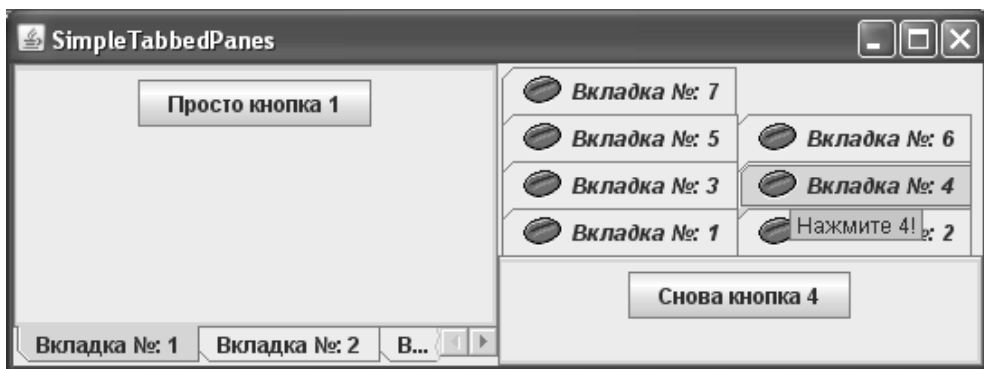 SimpleTabbedPanes
Просто кнопка 1
Вкладка №: 1
Вкладка №: 2
В...
Вкладка №: 7
Вкладка №: 5
Вкладка №: 6
Вкладка №: 3
Вкладка №: 4
Вкладка №: 1
Нажмите 4!
№: 2
Снова кнопка 4